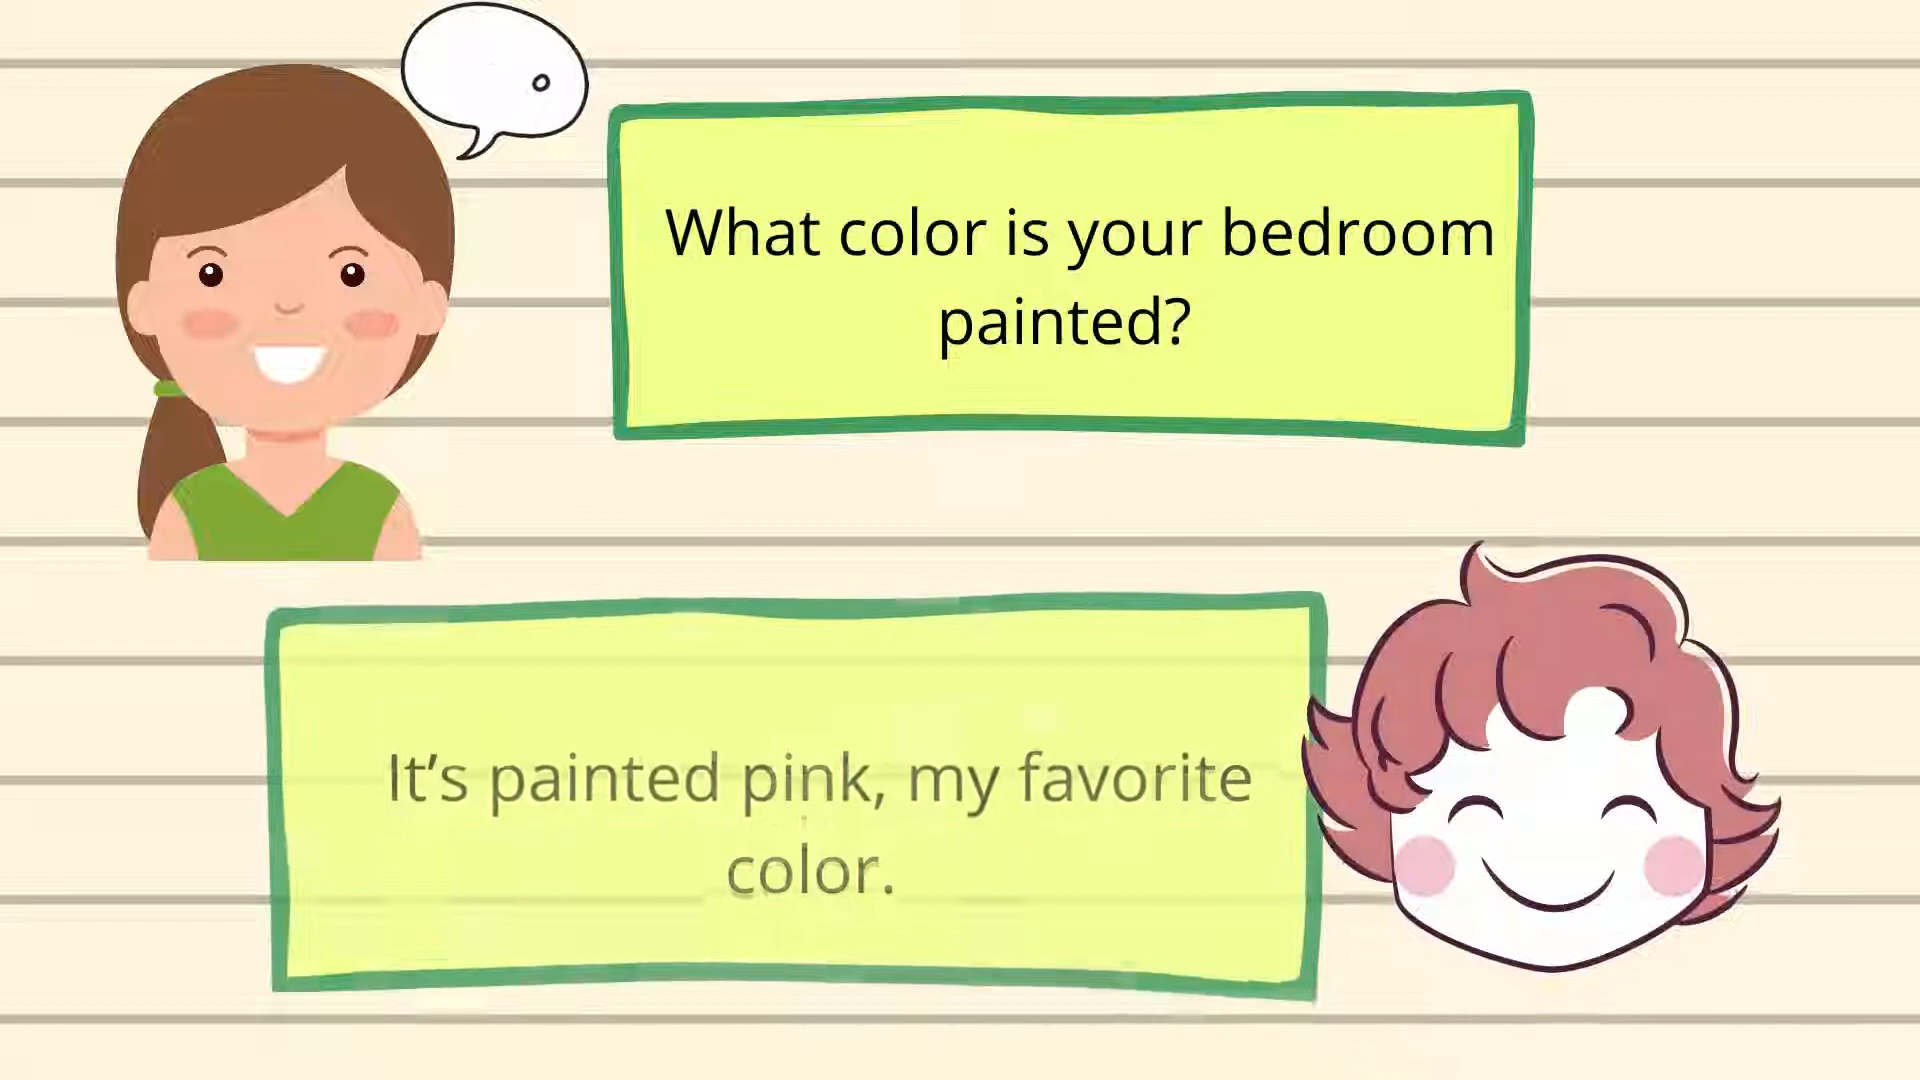 What color is your bedroom
painted?
It’s painted pink, my favorite
color.